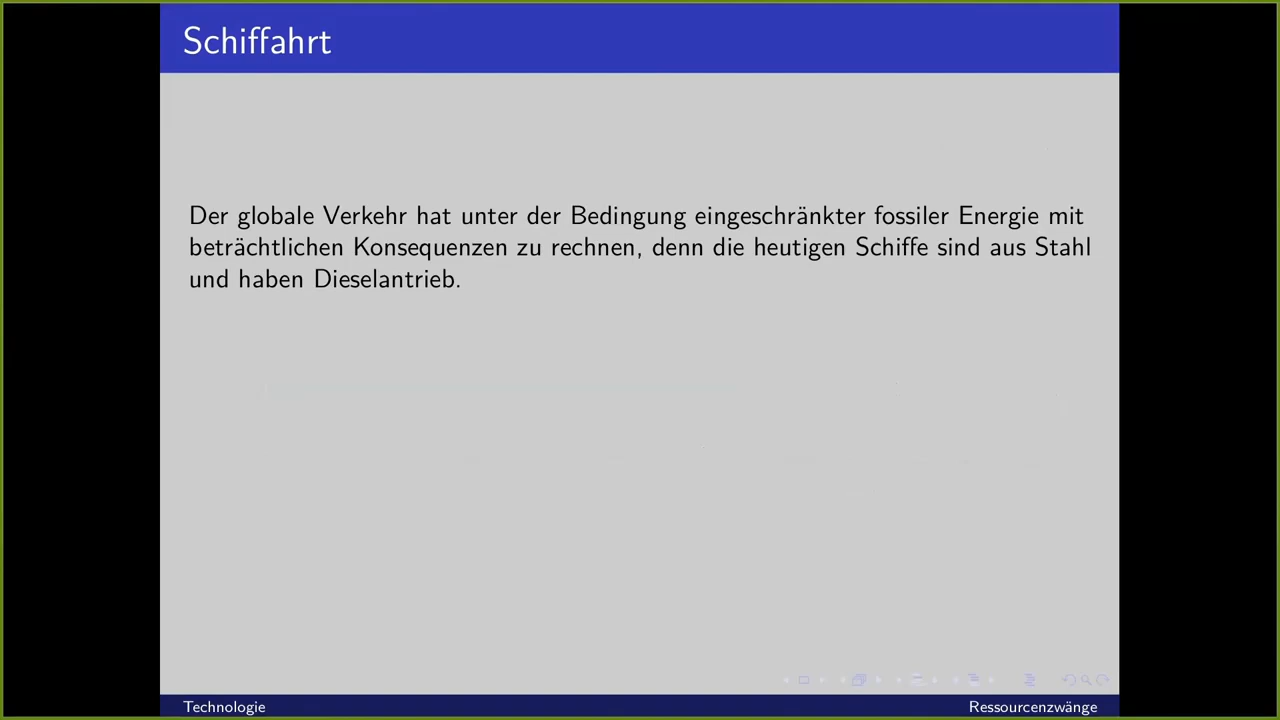 Schiffahrt
Der globale Verkehr hat unter der Bedingung eingeschränkter fossiler Energie mit
beträchtlichen Konsequenzen zu rechnen, denn die heutigen Schiffe sind aus Stahl
und haben Dieselantrieb.
Technologie
Ressourcenzwänge